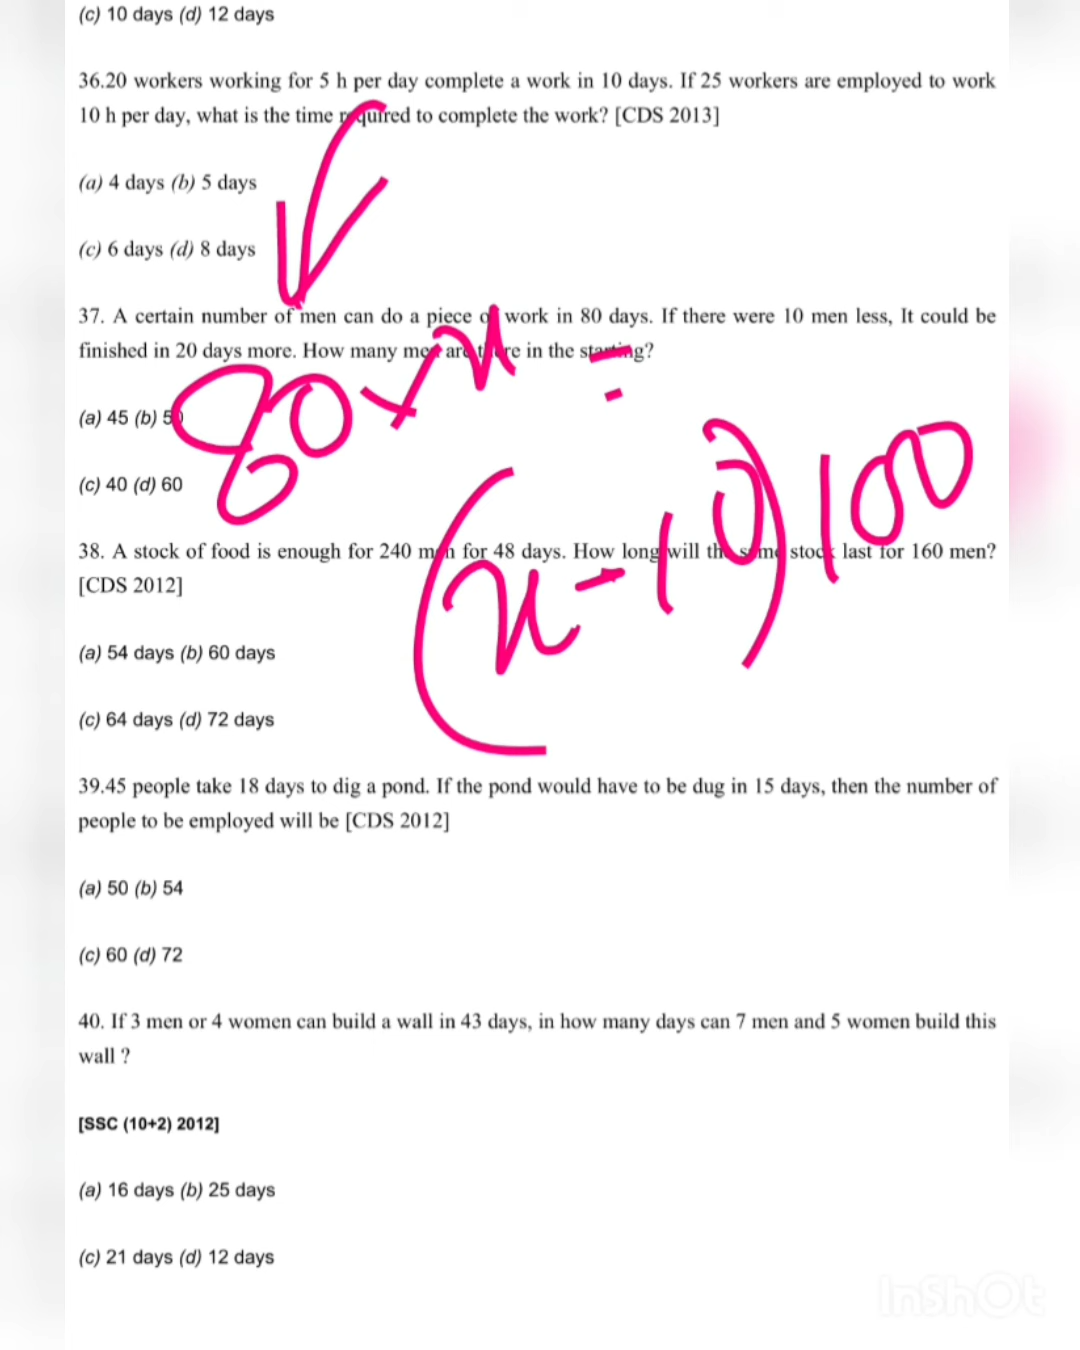 (c) 10 days (d) 12 days
36.20 workers working for 5 h per day complete a work in 10 days. If 25 workers are employed to work
10 h per day, what is the time required to complete the work? [CDS 2013]
(a) 4 days (b) 5 days
(c) 6 days (d) 8 days
37. A certain number of men can do a piece of work in 80 days. If there were 10 men less, It could be
finished in 20 days more. How many men are there in the starting?
(a) 45 (b) 50
80 × x =
(c) 40 (d) 60
(x - 10) 100
38. A stock of food is enough for 240 men for 48 days. How long will the same stock last for 160 men?
[CDS 2012]
(a) 54 days (b) 60 days
(c) 64 days (d) 72 days
39.45 people take 18 days to dig a pond. If the pond would have to be dug in 15 days, then the number of
people to be employed will be [CDS 2012]
(a) 50 (b) 54
(c) 60 (d) 72
40. If 3 men or 4 women can build a wall in 43 days, in how many days can 7 men and 5 women build this
wall ?
[SSC (10+2) 2012]
(a) 16 days (b) 25 days
(c) 21 days (d) 12 days
InShOt